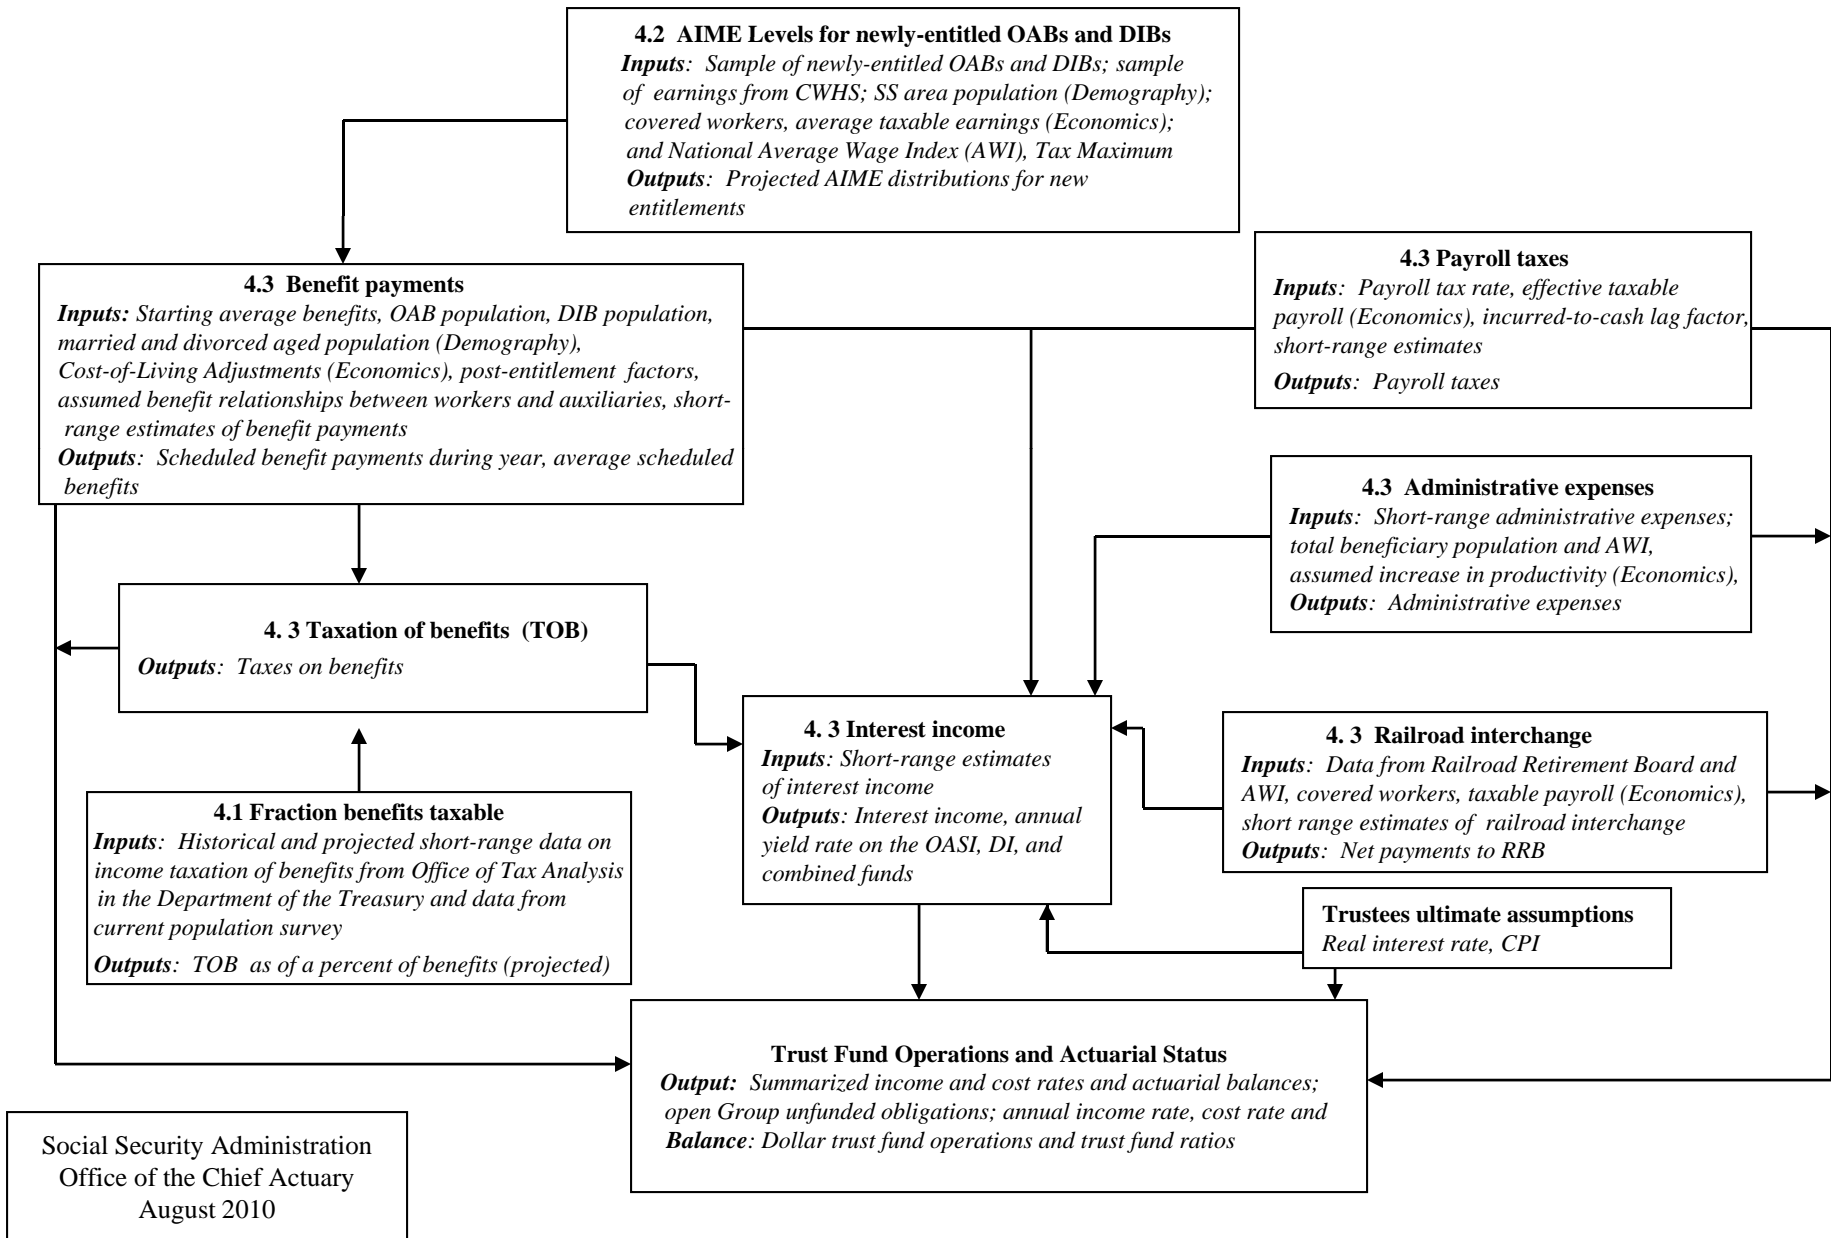 4.2 AIME Levels for newly-entitled OABs and DIBs
Inputs: Sample of newly-entitled OABs and DIBs; sample
of earnings from CWHS; SS area population (Demography);
covered workers, average taxable earnings (Economics);
and National Average Wage Index (AWI), Tax Maximum
Outputs: Projected AIME distributions for new
entitlements
4.3 Benefit payments
Inputs: Starting average benefits, OAB population, DIB population,
married and divorced aged population (Demography),
Cost-of-Living Adjustments (Economics), post-entitlement factors,
assumed benefit relationships between workers and auxiliaries, short-
range estimates of benefit payments
Outputs: Scheduled benefit payments during year, average scheduled
benefits
4.3 Payroll taxes
Inputs: Payroll tax rate, effective taxable
payroll (Economics), incurred-to-cash lag factor,
short-range estimates
Outputs: Payroll taxes
4.3 Administrative expenses
Inputs: Short-range administrative expenses;
total beneficiary population and AWI,
assumed increase in productivity (Economics),
Outputs: Administrative expenses
4. 3 Taxation of benefits (TOB)
Outputs: Taxes on benefits
4. 3 Interest income
Inputs: Short-range estimates
of interest income
Outputs: Interest income, annual
yield rate on the OASI, DI, and
combined funds
4. 3 Railroad interchange
Inputs: Data from Railroad Retirement Board and
AWI, covered workers, taxable payroll (Economics),
short range estimates of railroad interchange
Outputs: Net payments to RRB
4.1 Fraction benefits taxable
Inputs: Historical and projected short-range data on
income taxation of benefits from Office of Tax Analysis
in the Department of the Treasury and data from
current population survey
Outputs: TOB as of a percent of benefits (projected)
Trustees ultimate assumptions
Real interest rate, CPI
Trust Fund Operations and Actuarial Status
Output: Summarized income and cost rates and actuarial balances;
open Group unfunded obligations; annual income rate, cost rate and
Balance: Dollar trust fund operations and trust fund ratios
Social Security Administration
Office of the Chief Actuary
August 2010